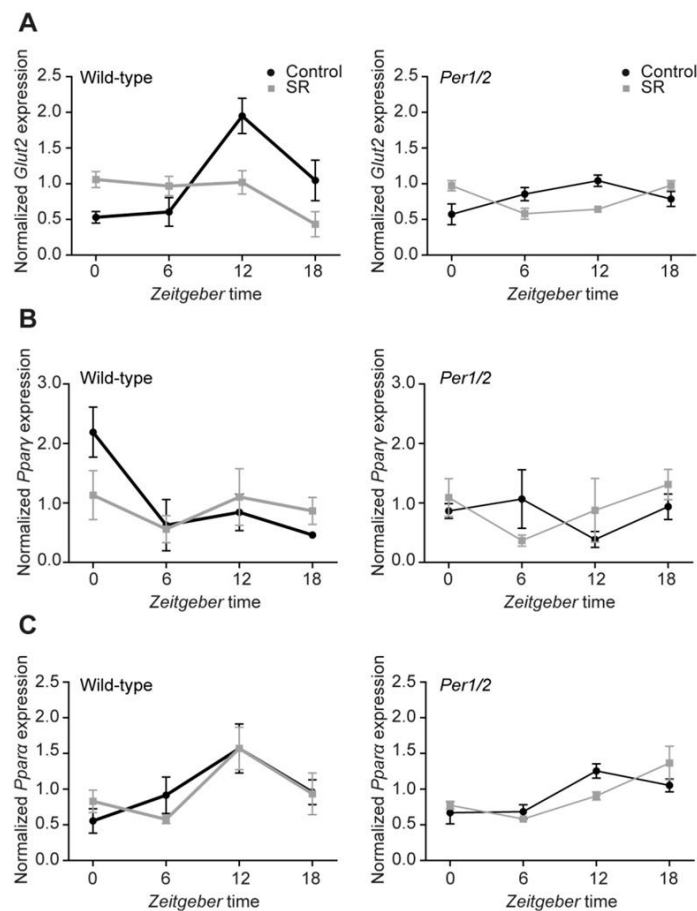 A
Wild-type
Control
SR
Normalized Glut2 expression
2.5
2.0
1.5
1.0
0.5
0.0
0 6 12 18
Zeitgeber time
Per1/2
Control
SR
Normalized Glut2 expression
2.5
2.0
1.5
1.0
0.5
0.0
0 6 12 18
Zeitgeber time
B
Wild-type
Normalized Pparγ expression
3.0
2.0
1.0
0.0
0 6 12 18
Zeitgeber time
Per1/2
Normalized Pparγ expression
3.0
2.0
1.0
0.0
0 6 12 18
Zeitgeber time
C
Wild-type
Normalized Pparα expression
2.5
2.0
1.5
1.0
0.5
0.0
0 6 12 18
Zeitgeber time
Per1/2
Normalized Pparα expression
2.5
2.0
1.5
1.0
0.5
0.0
0 6 12 18
Zeitgeber time